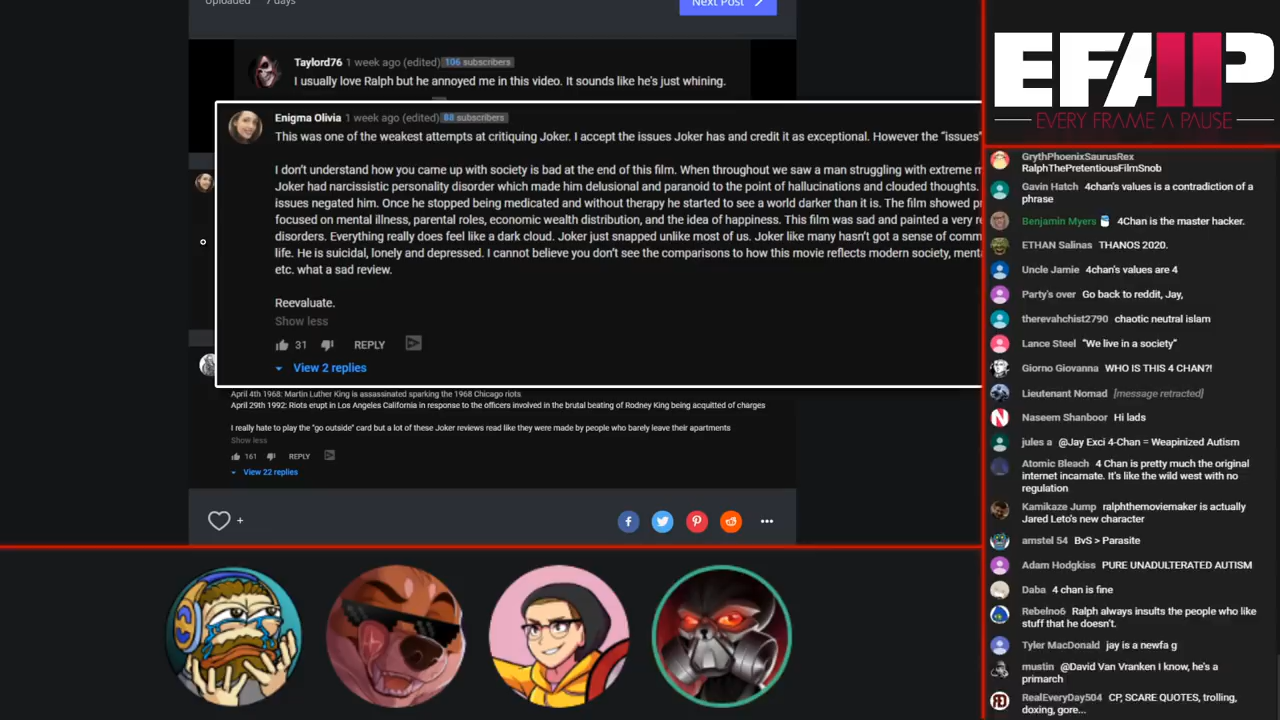 Uploaded 7 days
Next Post
Taylord76 1 week ago (edited) 106 subscribers
I usually love Ralph but he annoyed me in this video. It sounds like he's just whining.
Enigma Olivia 1 week ago (edited) 88 subscribers
This was one of the weakest attempts at critiquing Joker. I accept the issues Joker has and credit it as exceptional. However the "issues"
I don't understand how you came up with society is bad at the end of this film. When throughout we saw a man struggling with extreme m
Joker had narcissistic personality disorder which made him delusional and paranoid to the point of hallucinations and clouded thoughts.
issues negated him. Once he stopped being medicated and without therapy he started to see a world darker than it is. The film showed pr
focused on mental illness, parental roles, economic wealth distribution, and the idea of happiness. This film was sad and painted a very re
disorders. Everything really does feel like a dark cloud. Joker just snapped unlike most of us. Joker like many hasn't got a sense of comm
life. He is suicidal, lonely and depressed. I cannot believe you don't see the comparisons to how this movie reflects modern society, menta
etc. what a sad review.
Reevaluate.
Show less
31 REPLY
View 2 replies
April 4th 1968: Martin Luther King is assassinated sparking the 1968 Chicago riots
April 29th 1992: Riots erupt in Los Angeles California in response to the officers involved in the brutal beating of Rodney King being acquitted of charges
I really hate to play the "go outside" card but a lot of these Joker reviews read like they were made by people who barely leave their apartments
Show less
161 REPLY
View 22 replies
EFAP
EVERY FRAME A PAUSE
GrythPhoenixSaurusRex
RalphThePretentiousFilmSnob
Gavin Hatch 4chan's values is a contradiction of a
phrase
Benjamin Myers 4Chan is the master hacker.
ETHAN Salinas THANOS 2020.
Uncle Jamie 4chan's values are 4
Party's over Go back to reddit, Jay,
therevahchist2790 chaotic neutral islam
Lance Steel "We live in a society"
Giorno Giovanna WHO IS THIS 4 CHAN?!
Lieutenant Nomad [message retracted]
Naseem Shanboor Hi lads
jules a @Jay Exci 4-Chan = Weapinized Autism
Atomic Bleach 4 Chan is pretty much the original
internet incarnate. It's like the wild west with no
regulation
Kamikaze Jump ralphthemoviemaker is actually
Jared Leto's new character
amstel 54 BvS > Parasite
Adam Hodgkiss PURE UNADULTERATED AUTISM
Daba 4 chan is fine
Rebelno6 Ralph always insults the people who like
stuff that he doesn't.
Tyler MacDonald jay is a newfa g
mustin @David Van Vranken I know, he's a
primarch
RealEveryDay504 CP, SCARE QUOTES, trolling,
doxing, gore...